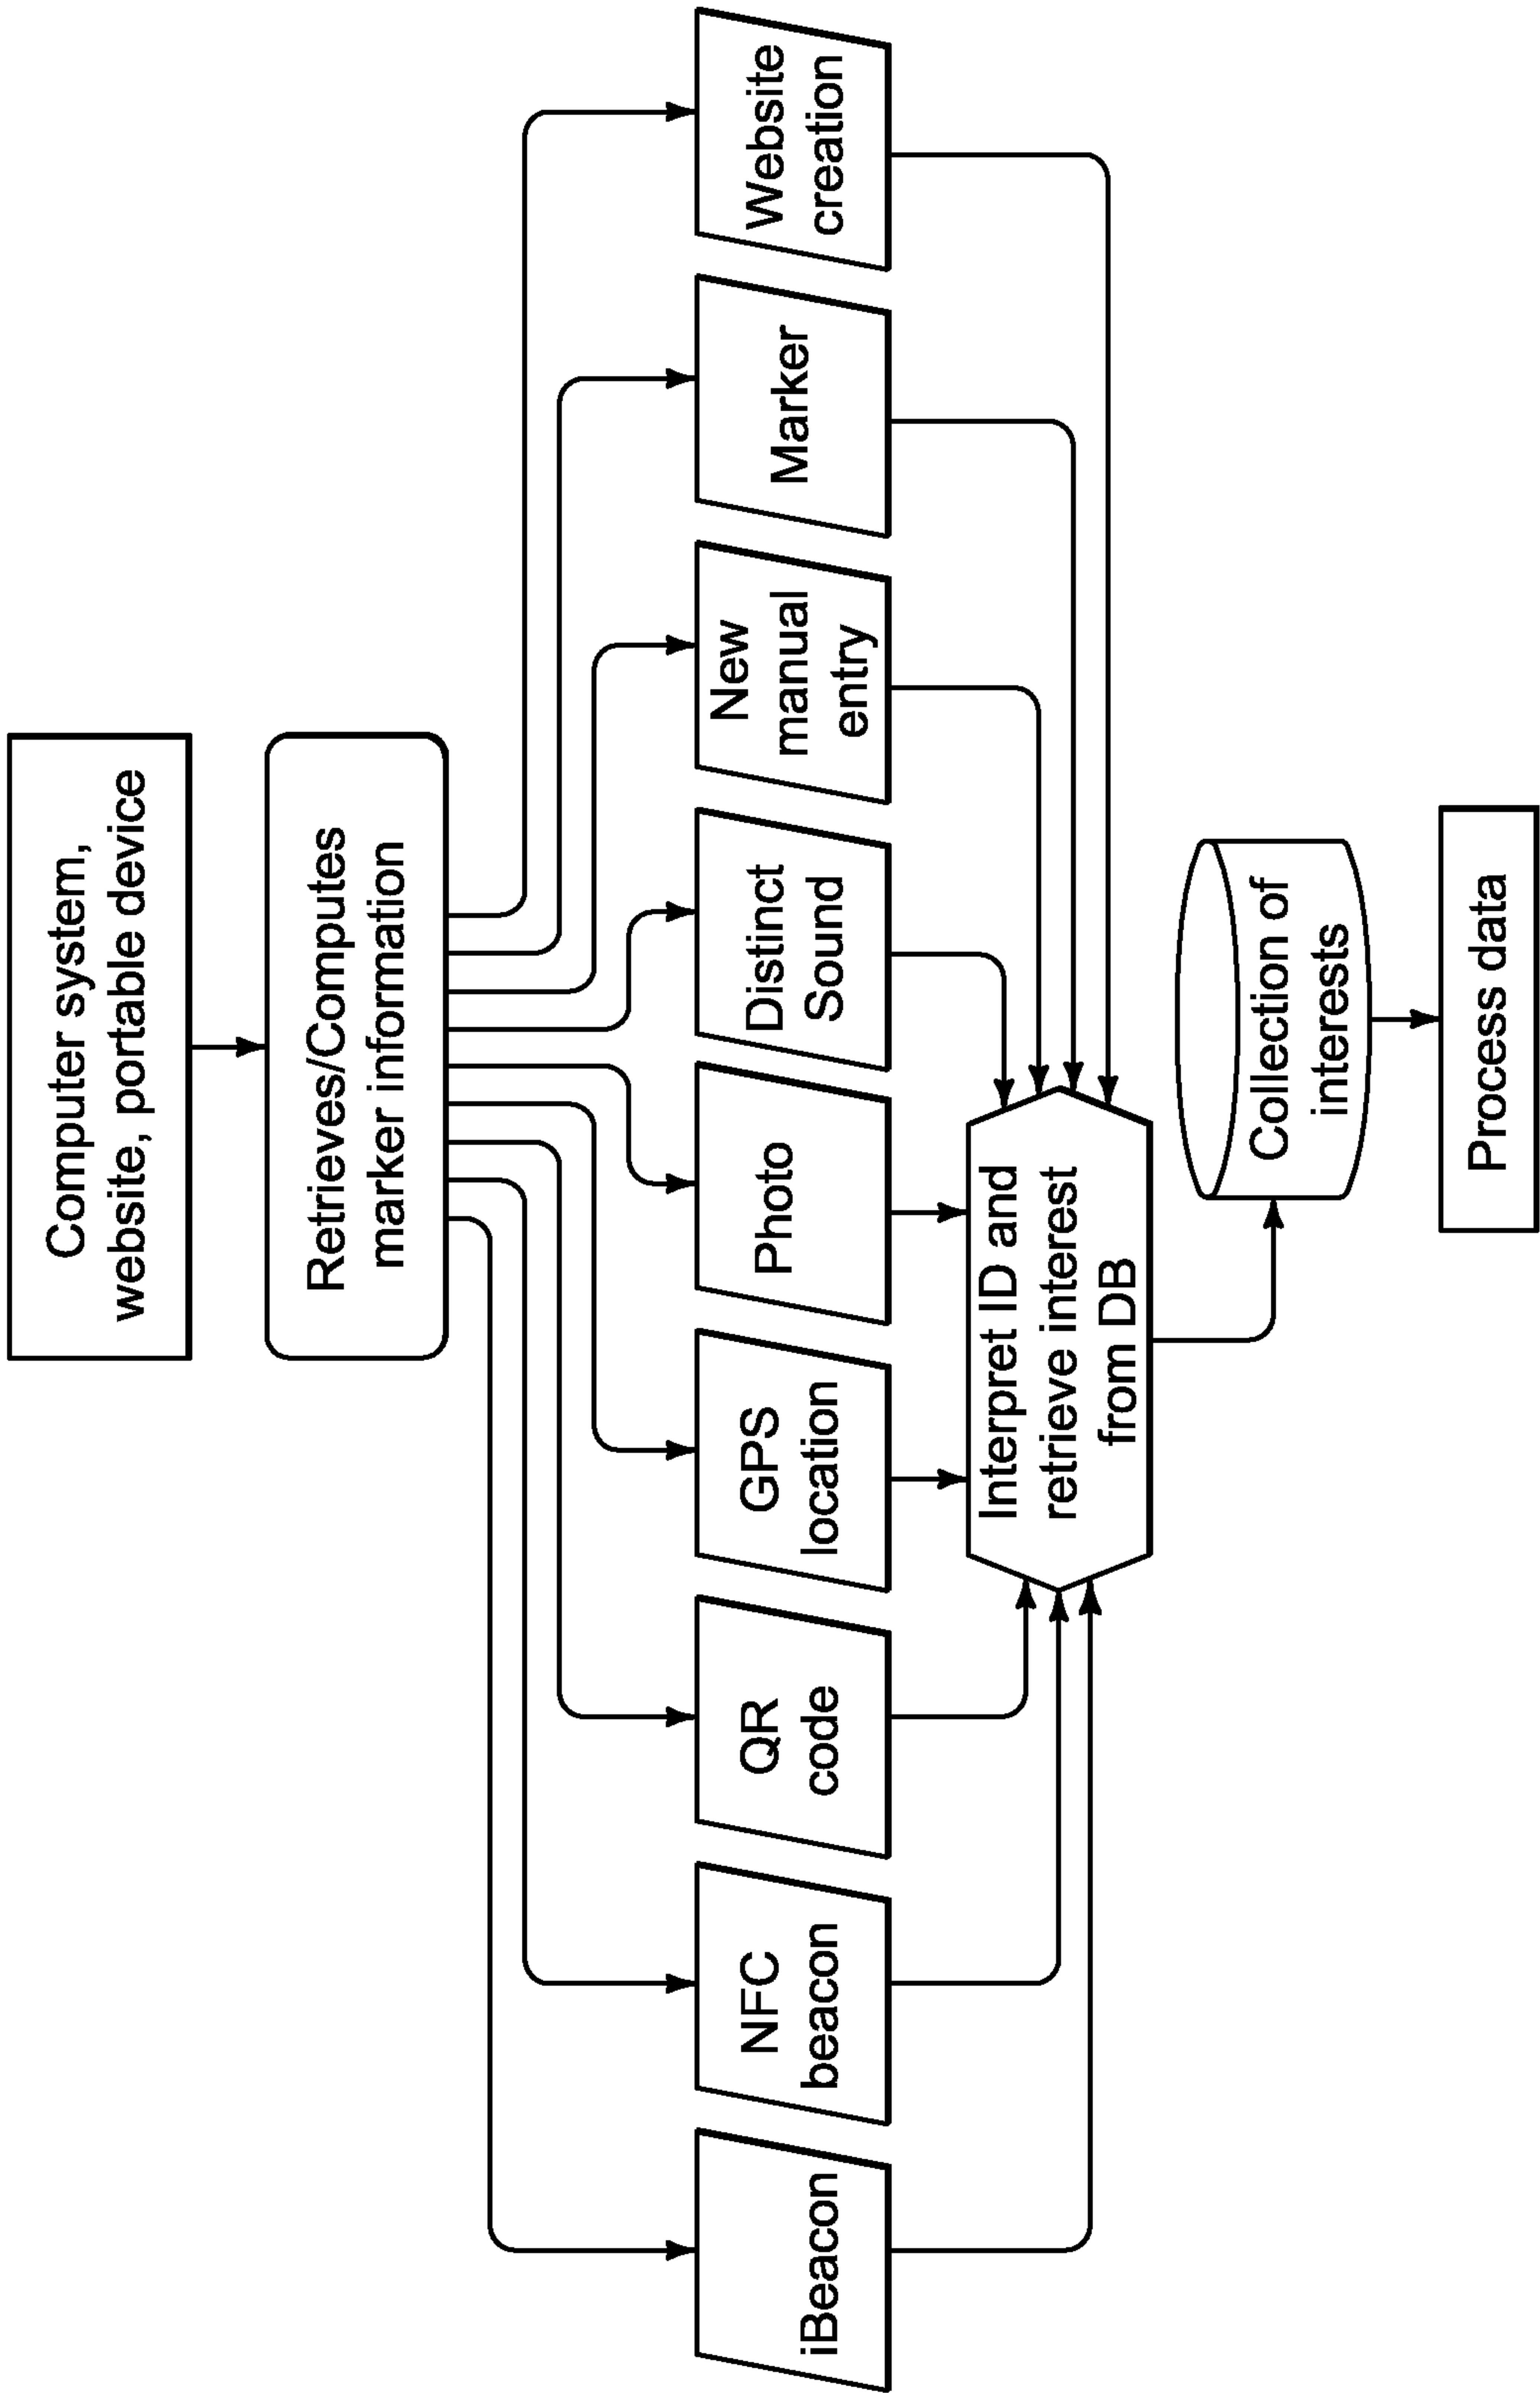 Computer system,
website, portable device
Retrieves/Computes
marker information
iBeacon
NFC
beacon
QR
code
GPS
location
Photo
Distinct
Sound
New
manual
entry
Marker
Website
creation
Interpret ID and
retrieve interest
from DB
Collection of
interests
Process data